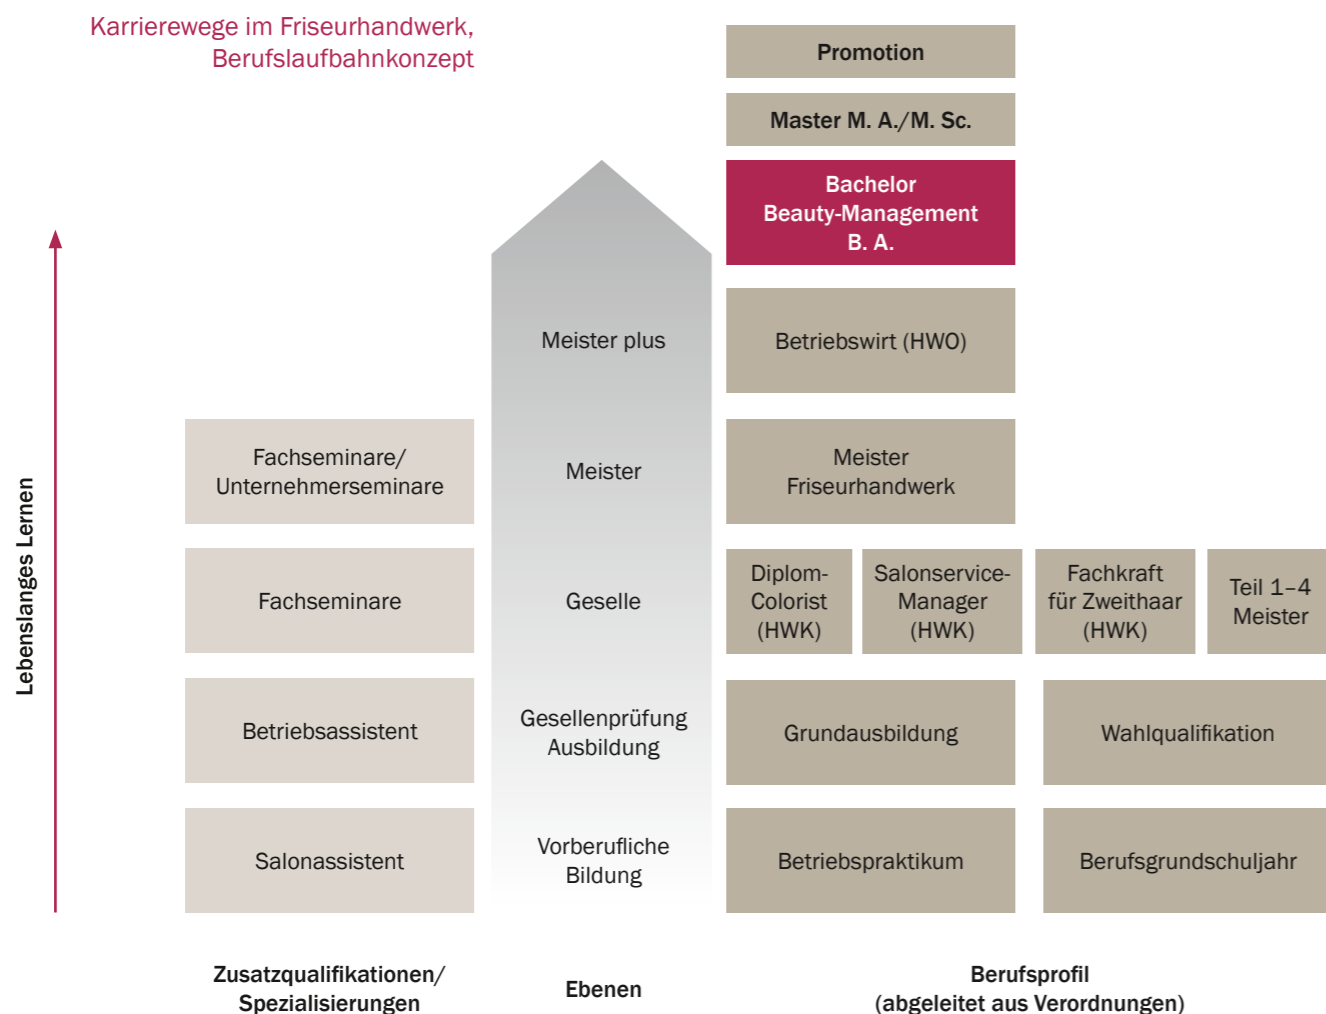 Karrierewege im Friseurhandwerk,
Berufslaufbahnkonzept
Promotion
Master M. A./M. Sc.
Bachelor
Beauty-Management
B. A.
Meister plus
Betriebswirt (HWO)
Fachseminare/
Unternehmerseminare
Meister
Meister
Friseurhandwerk
Fachseminare
Geselle
Diplom-
Colorist
(HWK)
Salonservice-
Manager
(HWK)
Fachkraft
für Zweithaar
(HWK)
Teil 1–4
Meister
Betriebsassistent
Gesellenprüfung
Ausbildung
Grundausbildung
Wahlqualifikation
Salonassistent
Vorberufliche
Bildung
Betriebspraktikum
Berufsgrundschuljahr
Lebenslanges Lernen
Zusatzqualifikationen/
Spezialisierungen
Ebenen
Berufsprofil
(abgeleitet aus Verordnungen)